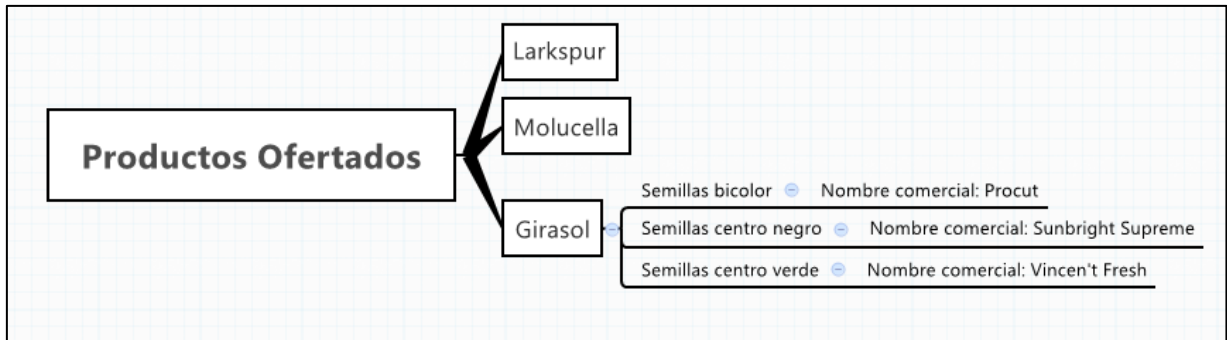 Larkspur
Molucella
Productos Ofertados
Girasol
Semillas bicolor Nombre comercial: Procut
Semillas centro negro Nombre comercial: Sunbright Supreme
Semillas centro verde Nombre comercial: Vincen't Fresh